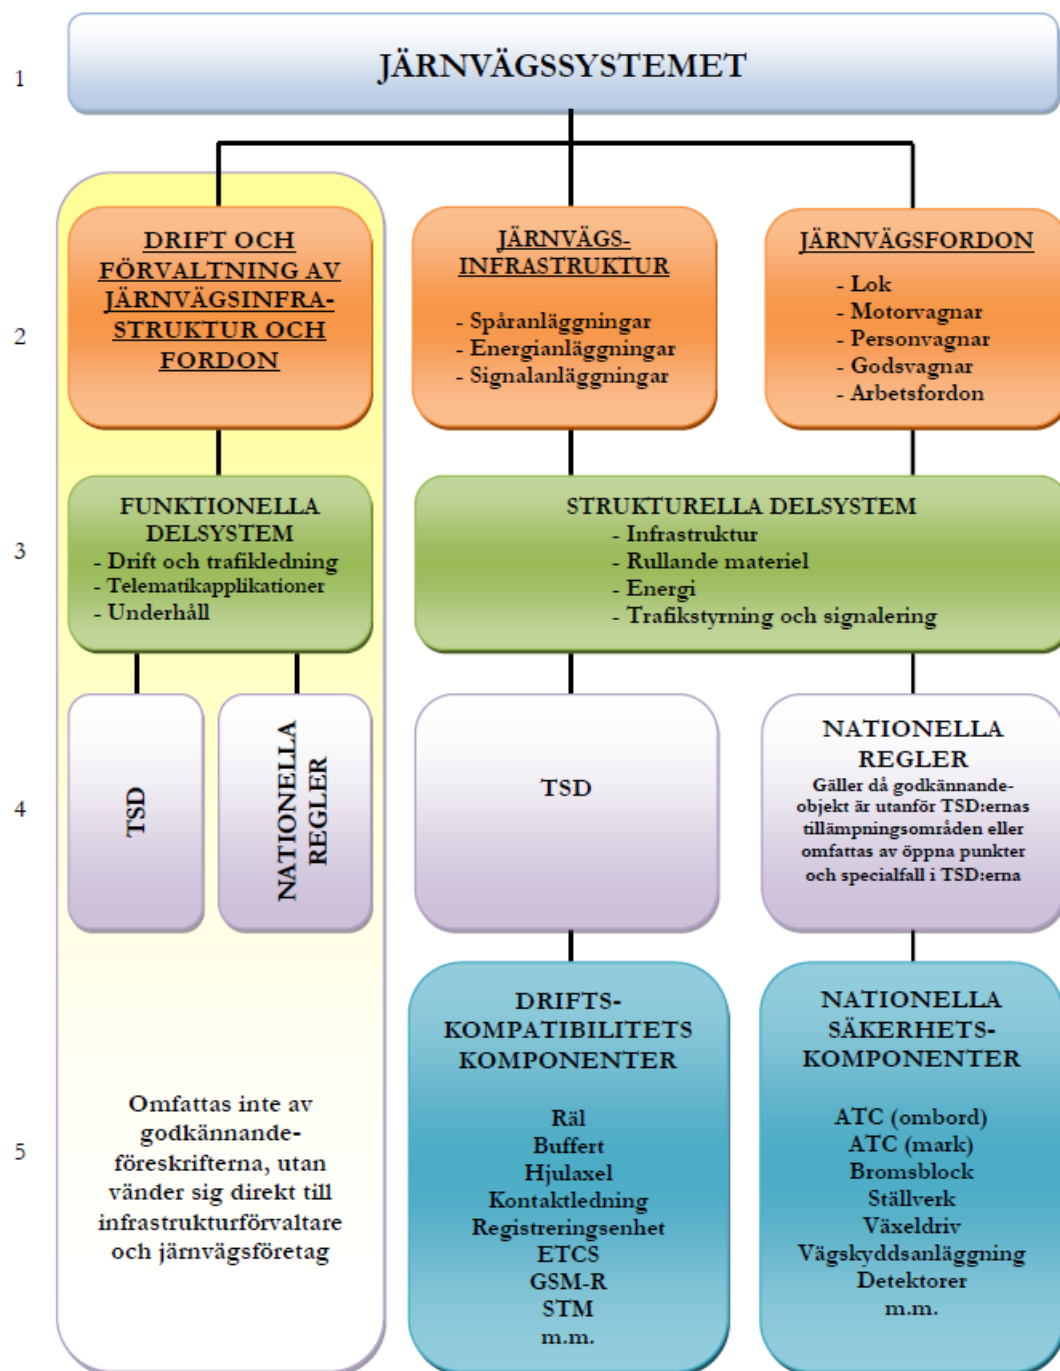 1
JÄRNVÄGSSYSTEMET
2
DRIFT OCH
FÖRVALTNING AV
JÄRNVÄGSINFRA-
STRUKTUR OCH
FORDON
JÄRNVÄGS-
INFRASTRUKTUR
- Spåranläggningar
- Energianläggningar
- Signalanläggningar
JÄRNVÄGSFORDON
- Lok
- Motorvagnar
- Personvagnar
- Godsvagnar
- Arbetsfordon
3
FUNKTIONELLA
DELSYSTEM
- Drift och trafikledning
- Telematikapplikationer
- Underhåll
STRUKTURELLA DELSYSTEM
- Infrastruktur
- Rullande materiel
- Energi
- Trafikstyrning och signalering
4
TSD
NATIONELLA
REGLER
TSD
NATIONELLA
REGLER
Gäller då godkännande-
objekt är utanför TSD:ernas
tillämpningsområden eller
omfattas av öppna punkter
och specialfall i TSD:erna
5
Omfattas inte av
godkännande-
föreskrifterna, utan
vänder sig direkt till
infrastrukturförvaltare
och järnvägsföretag
DRIFTS-
KOMPATIBILITETS
KOMPONENTER
Räl
Buffert
Hjulaxel
Kontaktledning
Registreringsenhet
ETCS
GSM-R
STM
m.m.
NATIONELLA
SÄKERHETS-
KOMPONENTER
ATC (ombord)
ATC (mark)
Bromsblock
Ställverk
Växeldriv
Vägskyddsanläggning
Detektorer
m.m.